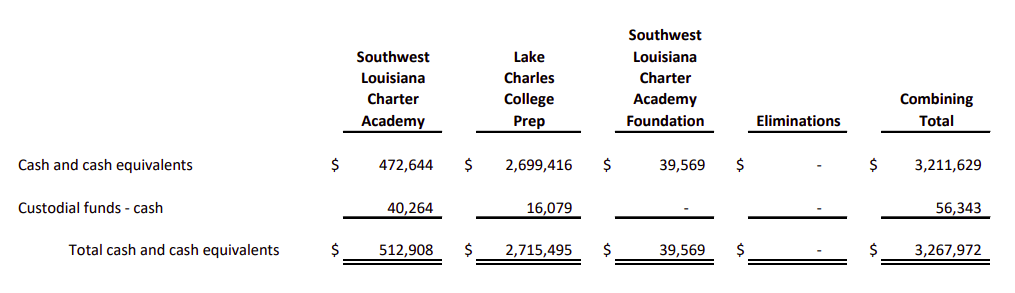 Southwest
Southwest Lake Louisiana
Louisiana Charles Charter
Charter College Academy Combining
Academy Prep Foundation Eliminations Total
Cash and cash equivalents $ 472,644 $ 2,699,416 $ 39,569 $ - $ 3,211,629
Custodial funds - cash 40,264 16,079 - - 56,343
Total cash and cash equivalents $ 512,908 $ 2,715,495 $ 39,569 $ - $ 3,267,972